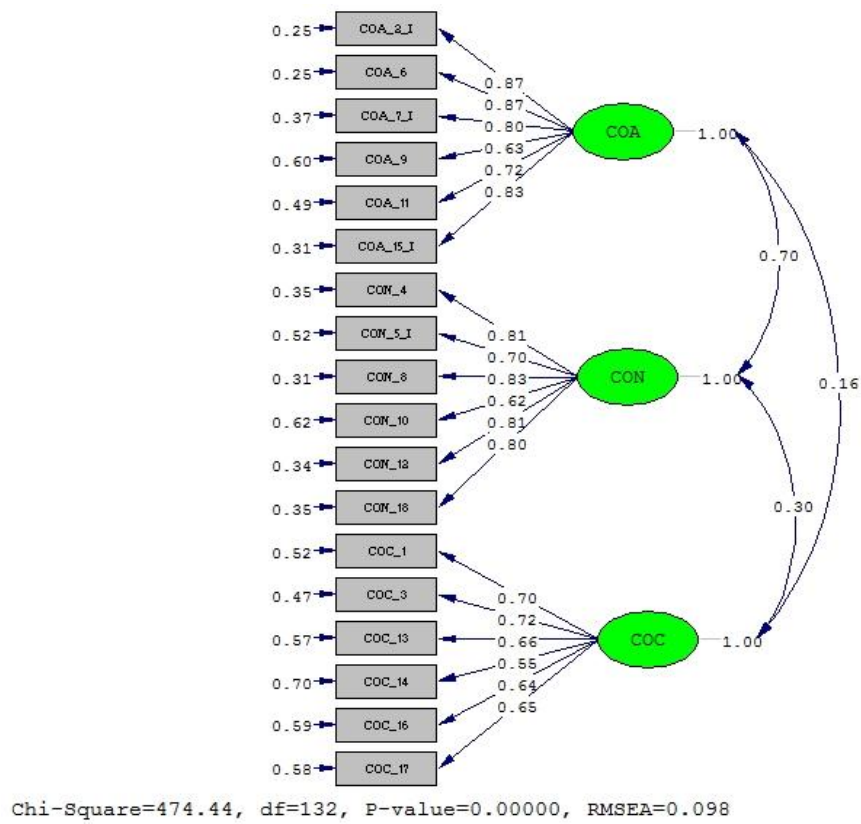 0.25 COA_2_I
0.25 COA_6
0.37 COA_7_I
0.60 COA_9
0.49 COA_11
0.31 COA_15_I
0.87
0.87
0.80
0.63
0.72
0.83
COA 1.00
0.35 CON_4
0.52 CON_5_I
0.31 CON_8
0.62 CON_10
0.34 CON_12
0.35 CON_18
0.81
0.70
0.83
0.62
0.81
0.80
CON 1.00
0.52 COC_1
0.47 COC_3
0.57 COC_13
0.70 COC_14
0.59 COC_16
0.58 COC_17
0.70
0.72
0.66
0.55
0.64
0.65
COC 1.00
0.70
0.16
0.30
Chi-Square=474.44, df=132, P-value=0.00000, RMSEA=0.098